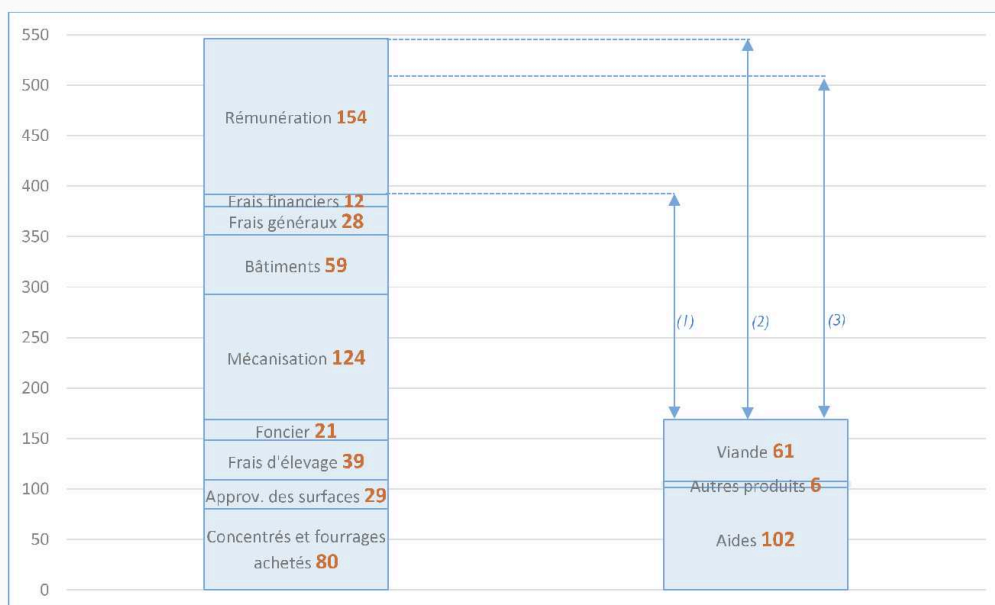 550
500
450
400
350
300
250
200
150
100
50
0
Rémunération 154
Frais financiers 12
Frais généraux 28
Bâtiments 59
Mécanisation 124
Foncier 21
Frais d'élevage 39
Approv. des surfaces 29
Concentrés et fourrages
achetés 80
(1)
(2)
(3)
Viande 61
Autres produits 6
Aides 102